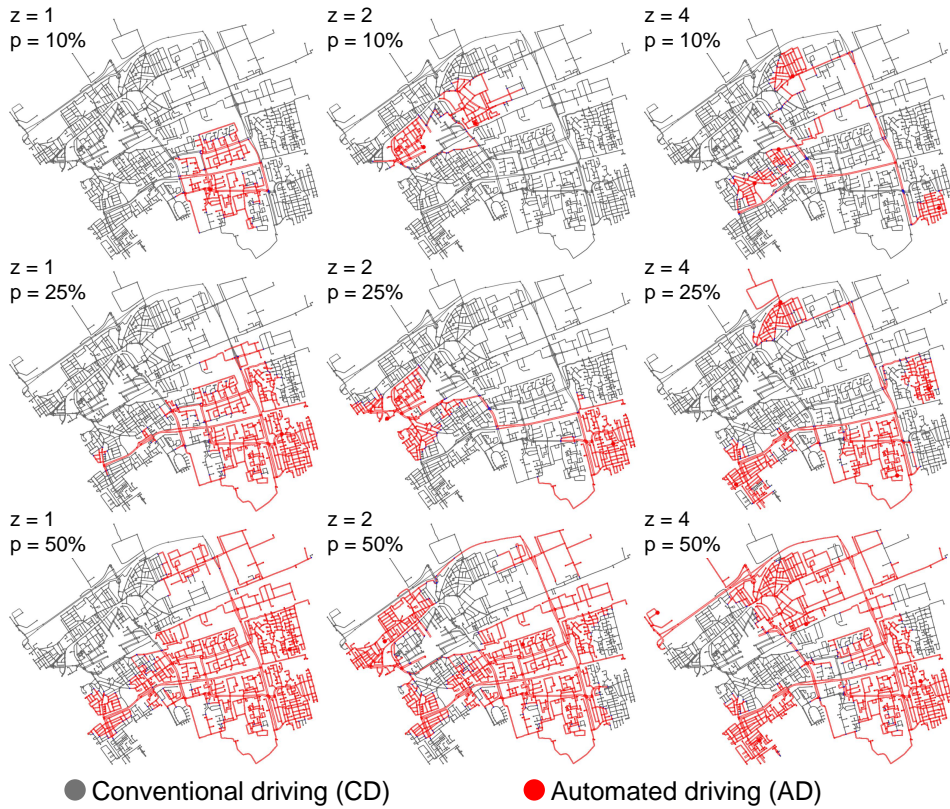 z = 1
p = 10%
z = 2
p = 10%
z = 4
p = 10%
z = 1
p = 25%
z = 2
p = 25%
z = 4
p = 25%
z = 1
p = 50%
z = 2
p = 50%
z = 4
p = 50%
Conventional driving (CD)
Automated driving (AD)